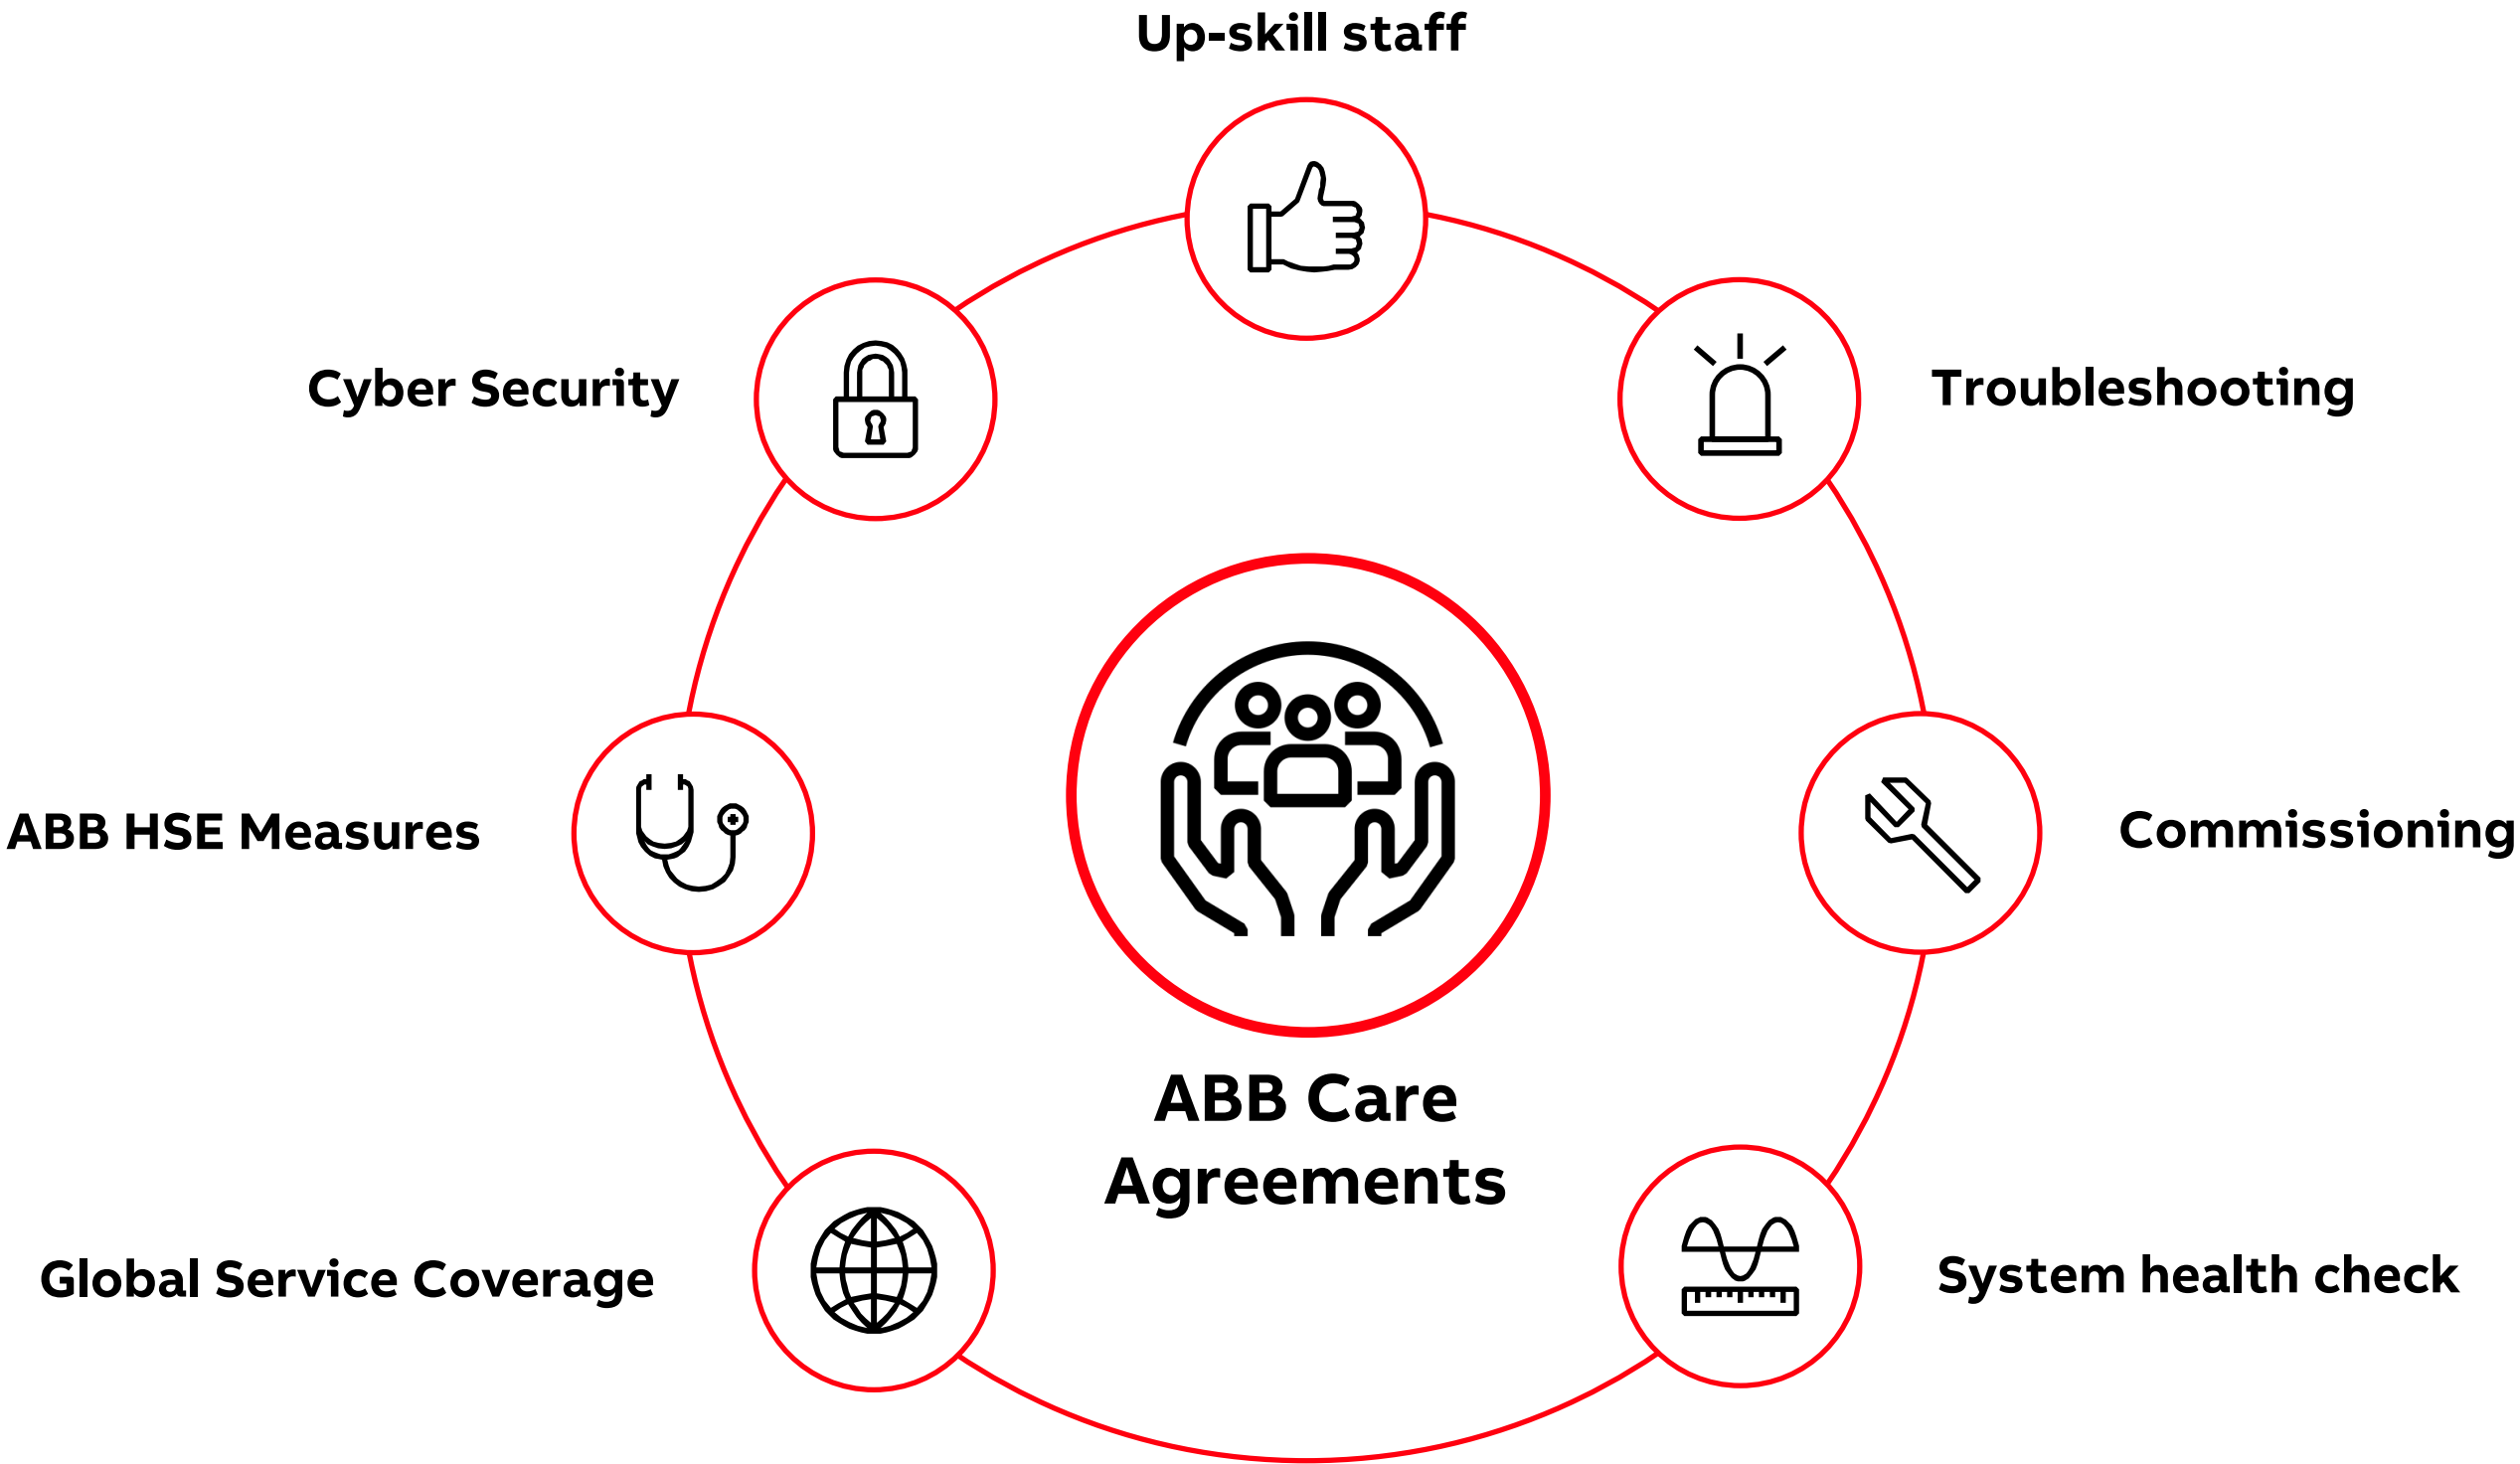 Up-skill staff
Cyber Security
Troubleshooting
ABB HSE Measures
Commissioning
ABB Care
Agreements
Global Service Coverage
System health check